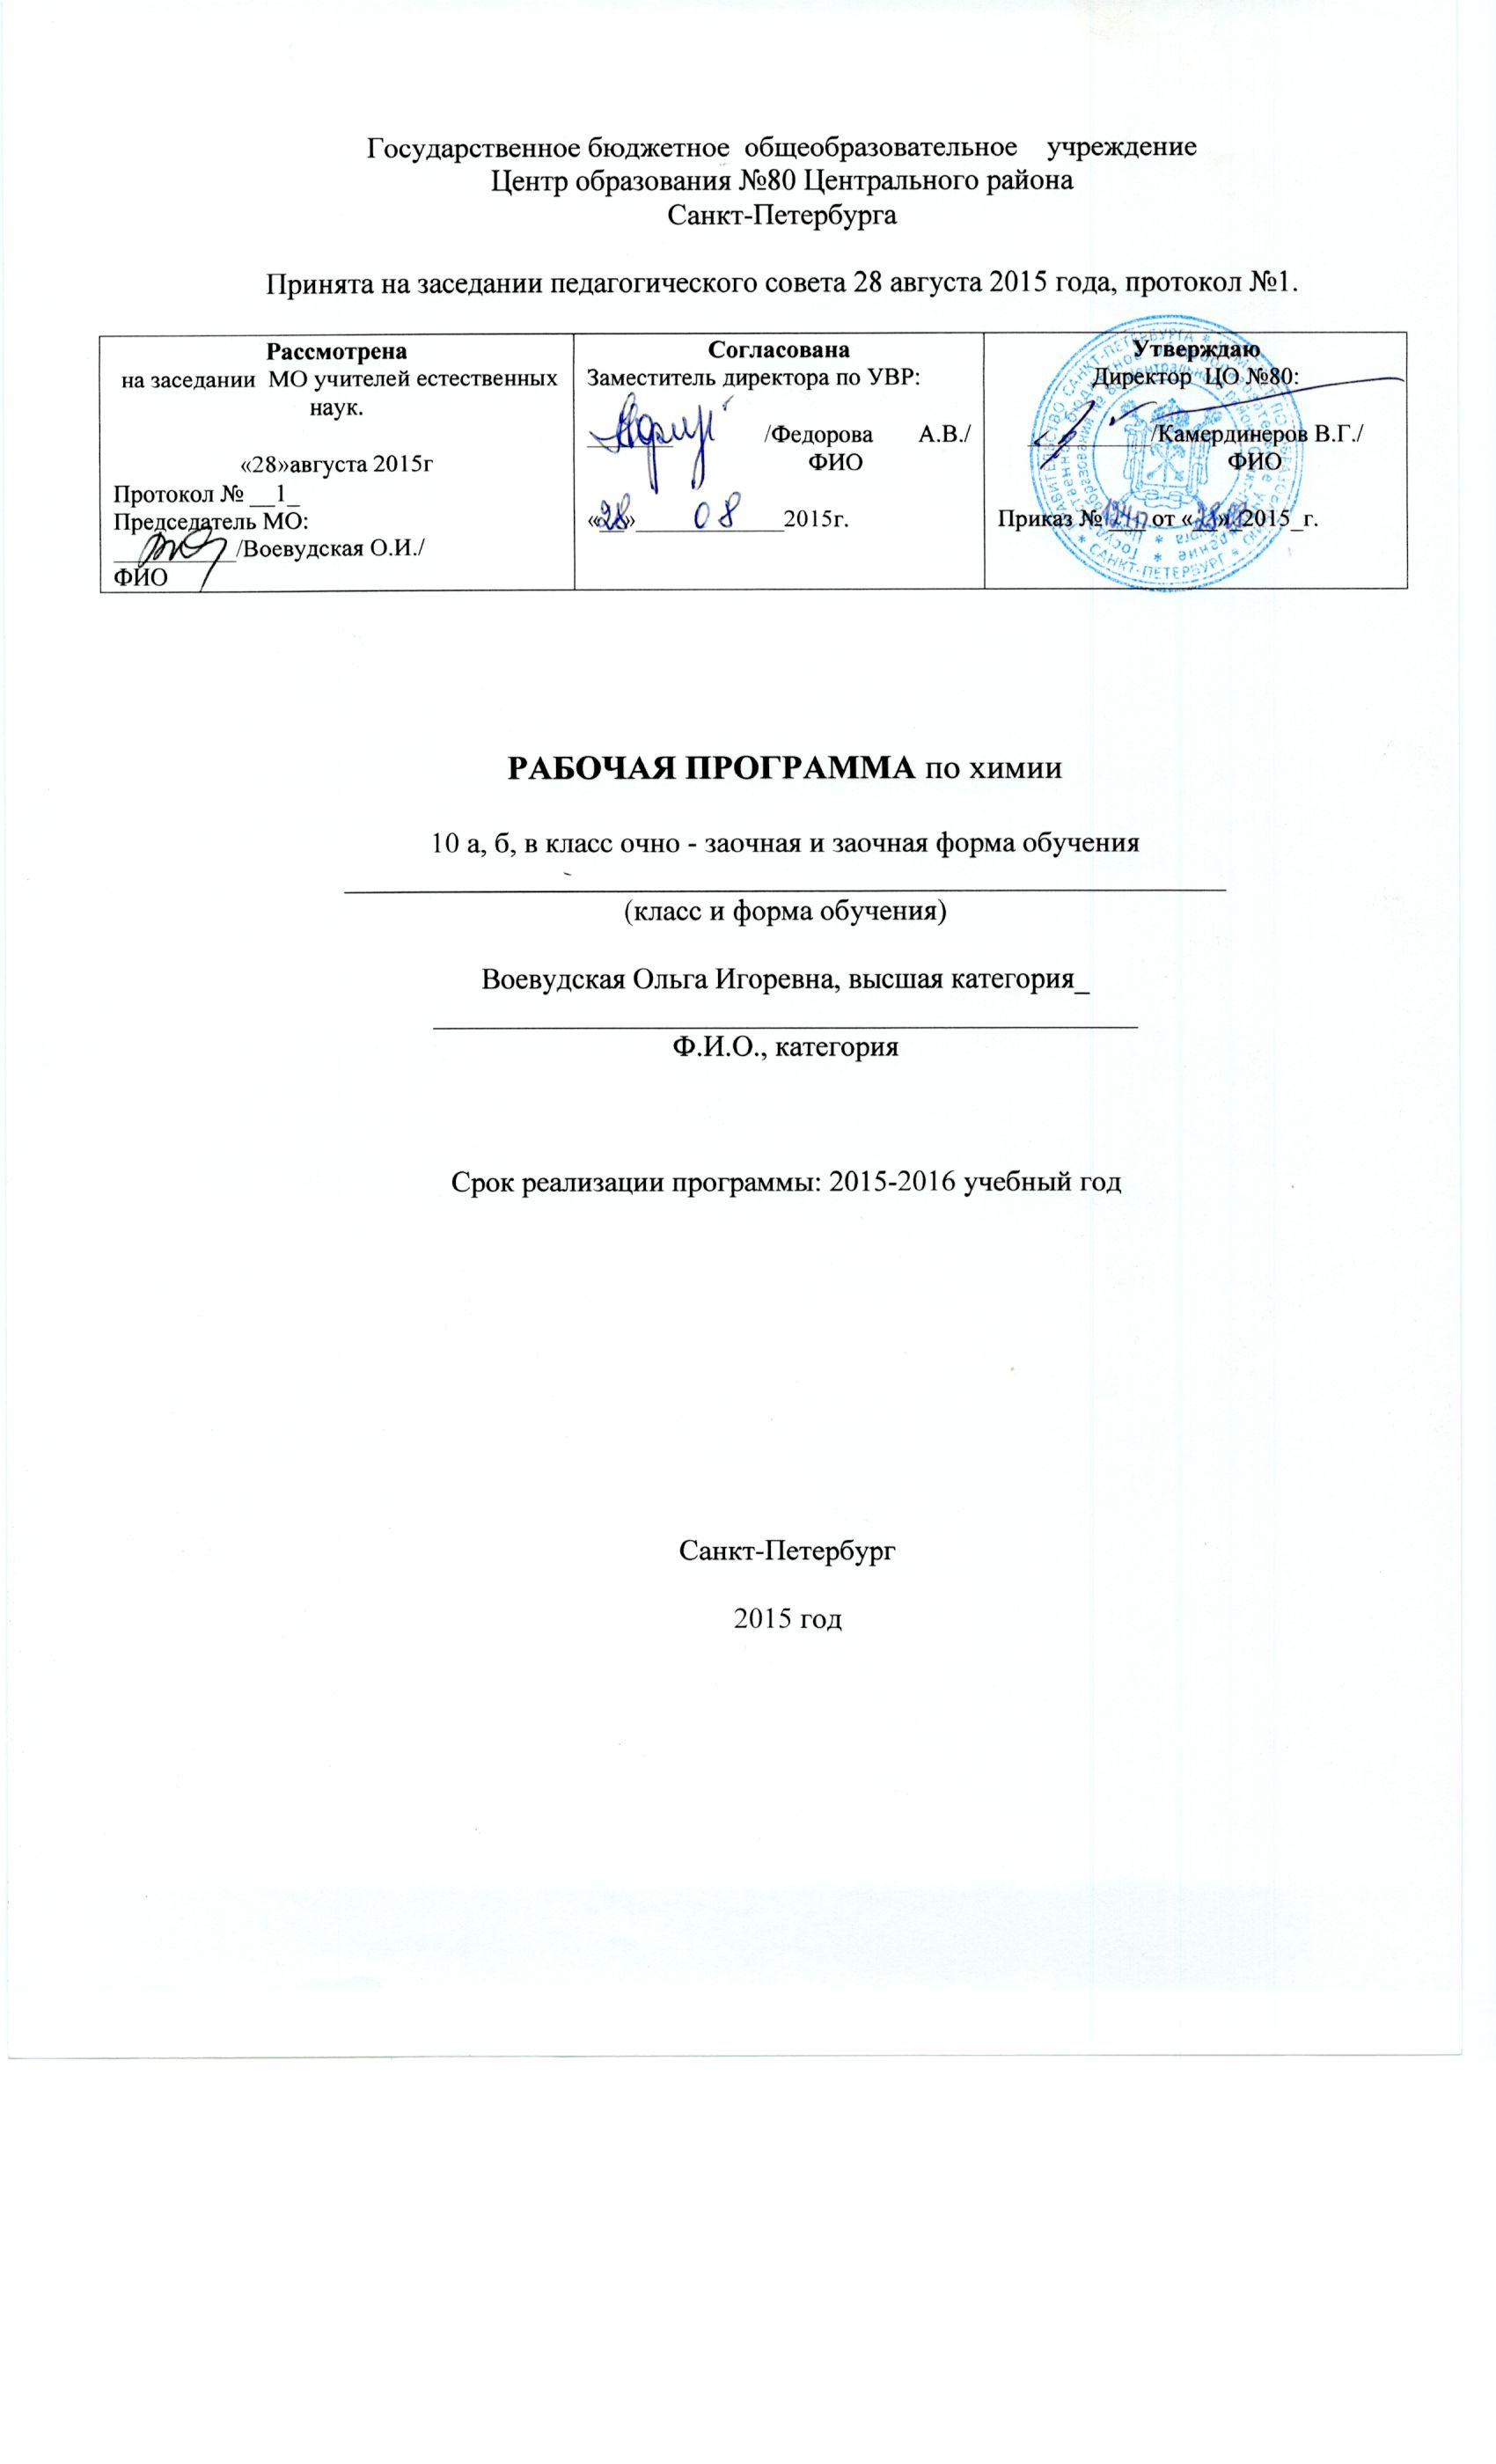 Государственное бюджетное общеобразовательное учреждение
Центр образования №80 Центрального района
Санкт-Петербурга
Принята на заседании педагогического совета 28 августа 2015 года, протокол №1.
Рассмотрена
на заседании МО учителей естественных
наук.
«28»августа 2015г
Протокол № __1_
Председатель МО:
/Воевудская О.И./
ФИО
Согласована
Заместитель директора по УВР:
/Федорова А.В./
ФИО
«28» 08 2015г.
Утверждаю
Директор ЦО №80:
/Камердинеров В.Г./
ФИО
Приказ № от « » 2015_г.
САНКТ-ПЕТЕРБУРГ
РАБОЧАЯ ПРОГРАММА по химии
10 а, б, в класс очно - заочная и заочная форма обучения
(класс и форма обучения)
Воевудская Ольга Игоревна, высшая категория_
Ф.И.О., категория
Срок реализации программы: 2015-2016 учебный год
Санкт-Петербург
2015 год